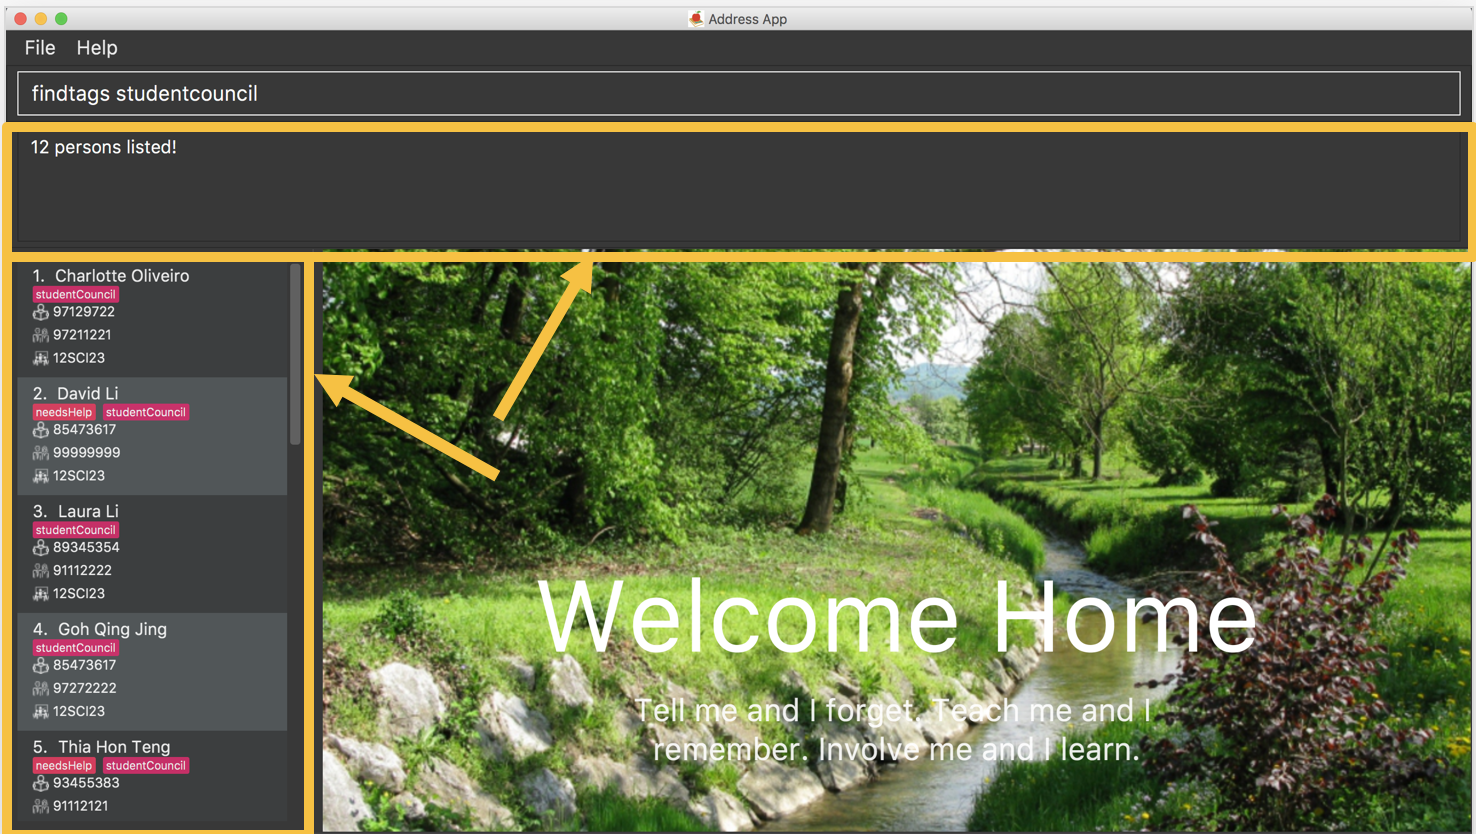 Address App
File Help
findtags studentcouncil
12 persons listed!
1. Charlotte Oliveiro
studentCouncil
97129722
97211221
12SCI23
2. David Li
needsHelp studentCouncil
85473617
99999999
12SCI23
3. Laura Li
studentCouncil
89345354
91112222
12SCI23
4. Goh Qing Jing
studentCouncil
85473617
97272222
12SCI23
5. Thia Hon Teng
needsHelp studentCouncil
93455383
91112121
Welcome Home
Tell me and I forget. Teach me and I
remember. Involve me and I learn.